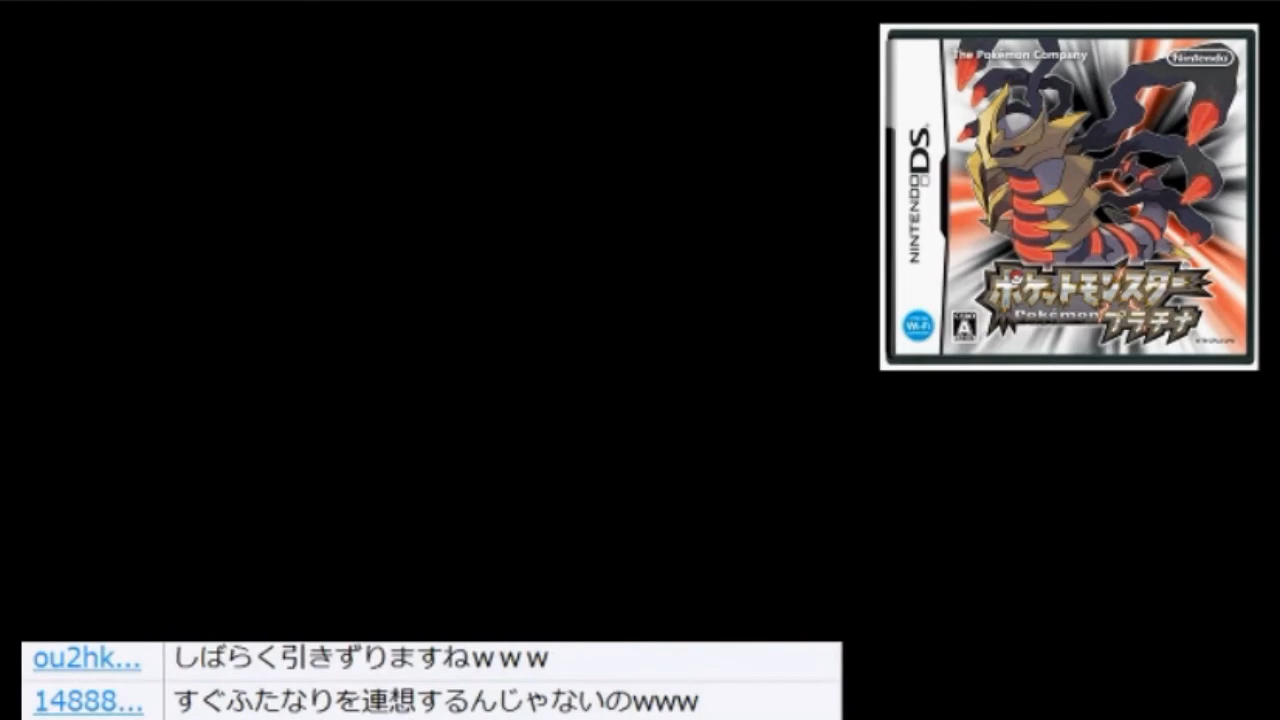 The Pokémon Company
Nintendo
NINTENDO DS
Wi-Fi
A
ポケットモンスター
Pokémon プラチナ
ou2hk... しばらく引きずりますねｗｗｗ
14888... すぐふたなりを連想するんじゃないのwww